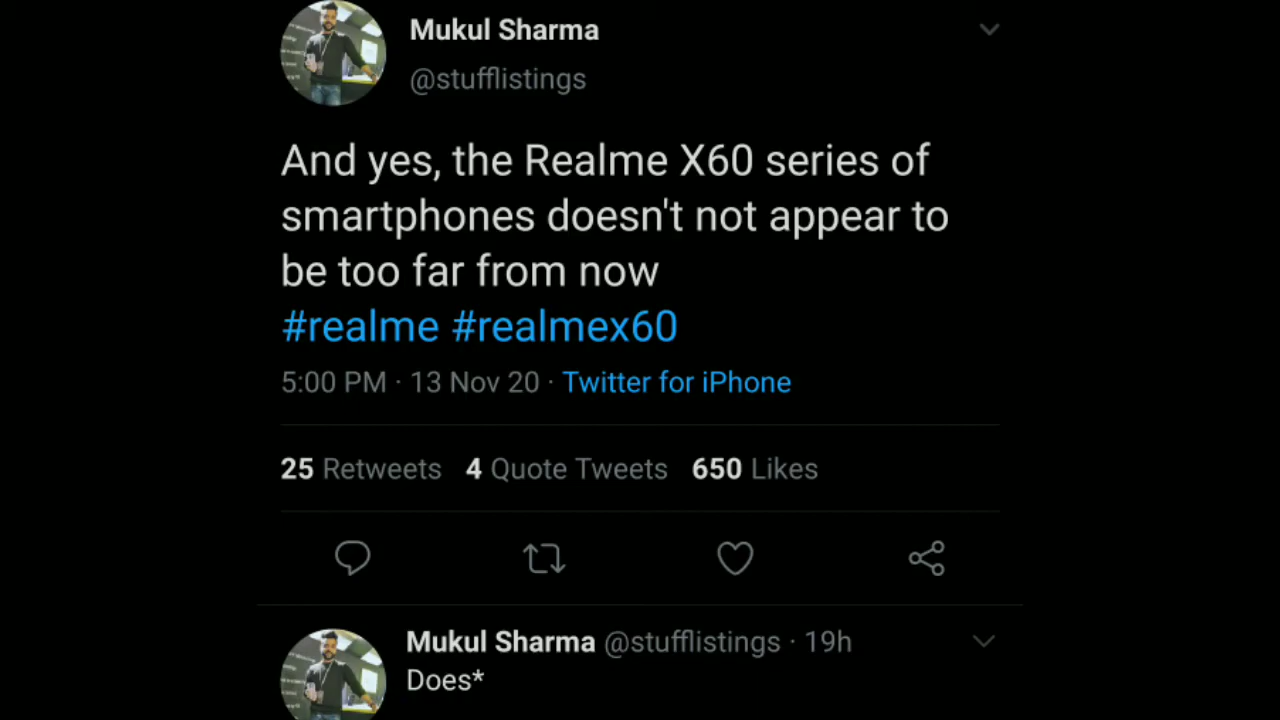 Mukul Sharma
@stufflistings
And yes, the Realme X60 series of
smartphones doesn't not appear to
be too far from now
#realme #realmex60
5:00 PM · 13 Nov 20 · Twitter for iPhone
25 Retweets 4 Quote Tweets 650 Likes
Mukul Sharma @stufflistings · 19h
Does*